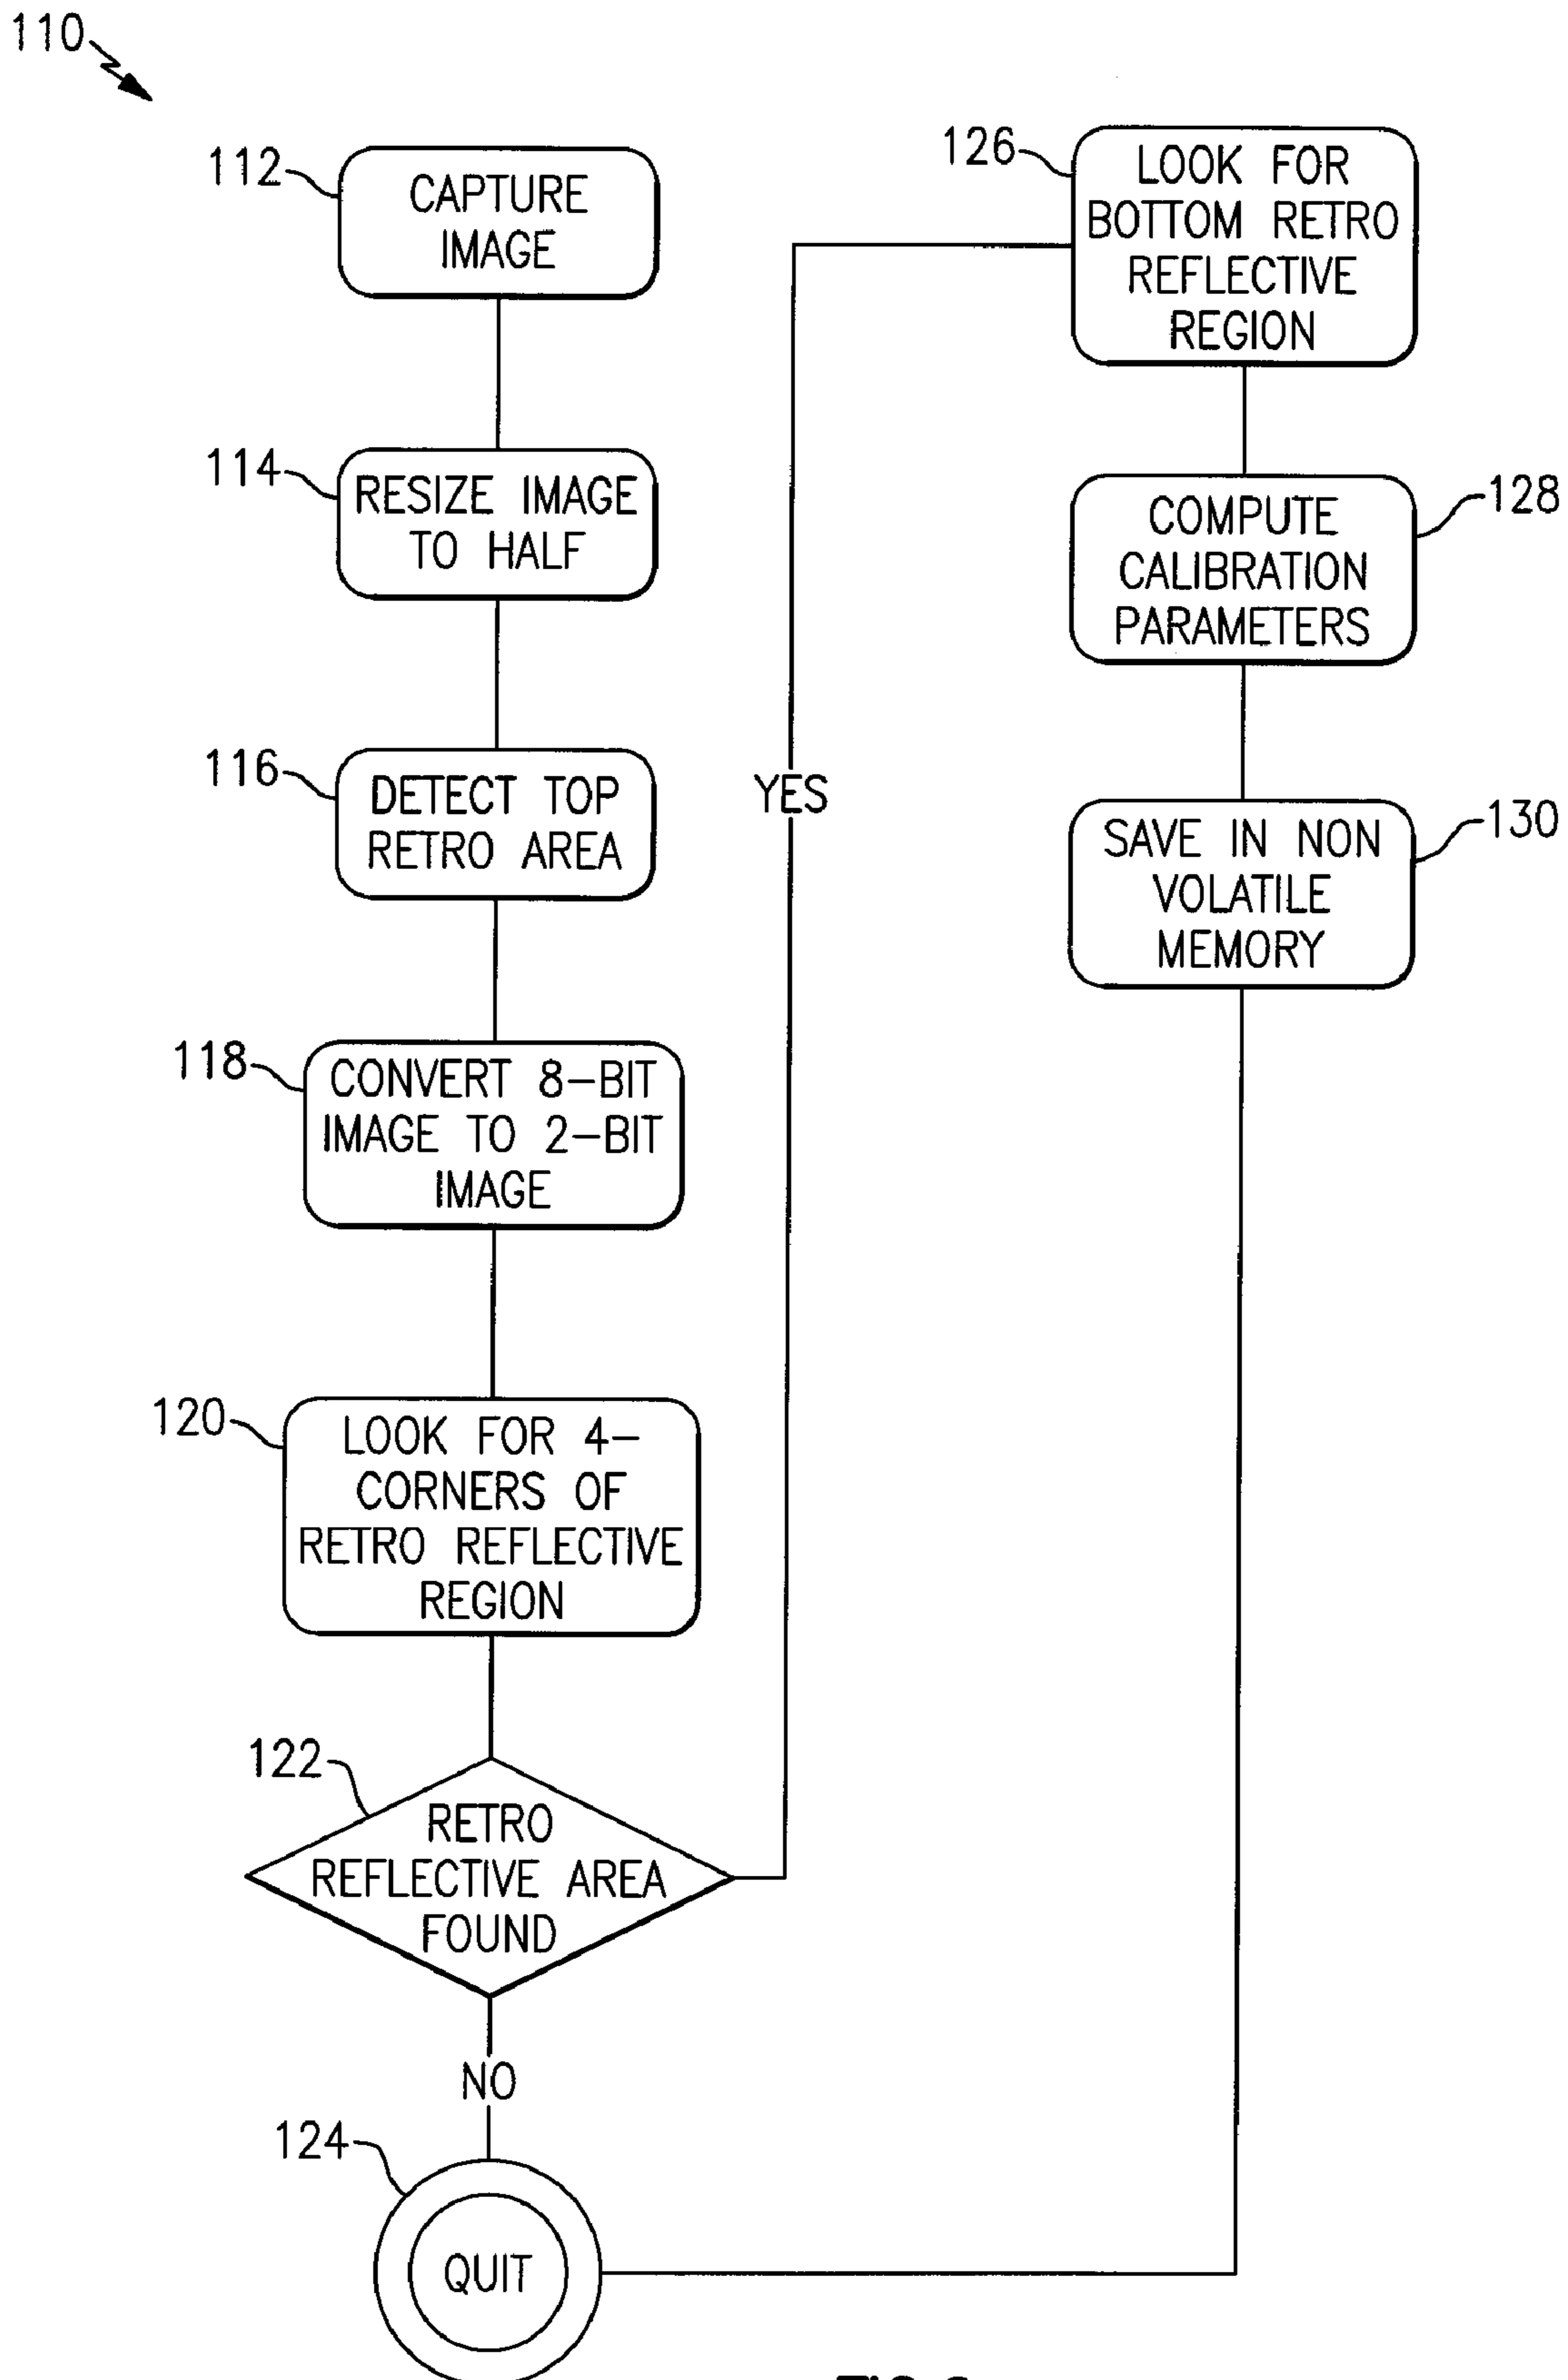 110
112
CAPTURE
IMAGE
114
RESIZE IMAGE
TO HALF
116
DETECT TOP
RETRO AREA
118
CONVERT 8-BIT
IMAGE TO 2-BIT
IMAGE
120
LOOK FOR 4-
CORNERS OF
RETRO REFLECTIVE
REGION
122
RETRO
REFLECTIVE AREA
FOUND
NO
124
QUIT
YES
126
LOOK FOR
BOTTOM RETRO
REFLECTIVE
REGION
128
COMPUTE
CALIBRATION
PARAMETERS
130
SAVE IN NON
VOLATILE
MEMORY